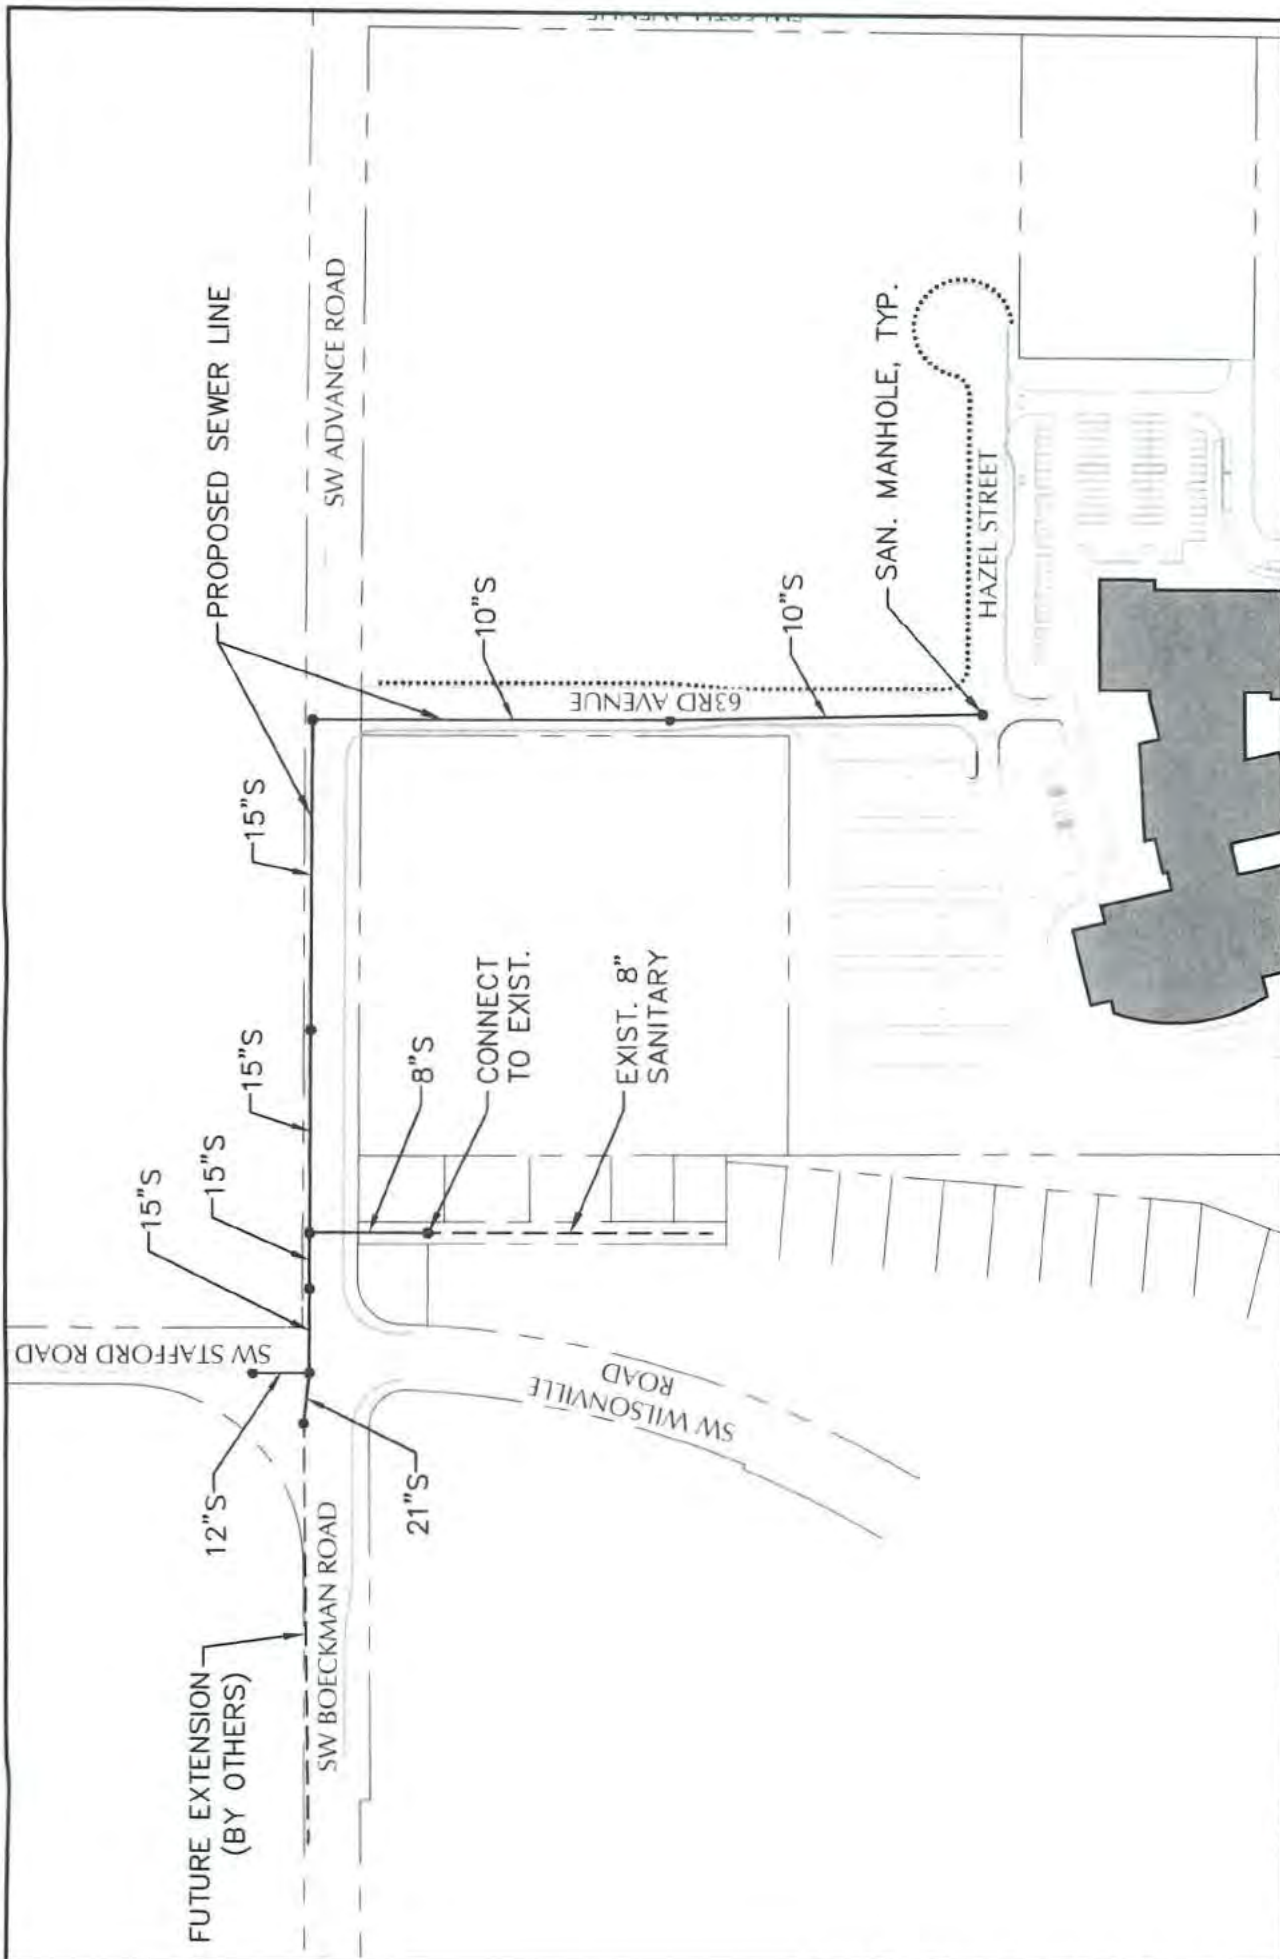 FUTURE EXTENSION
(BY OTHERS)
12"S
15"S
15"S
15"S
15"S
PROPOSED SEWER LINE
SW STAFFORD ROAD
SW BOECKMAN ROAD
SW ADVANCE ROAD
21"S
8"S
CONNECT
TO EXIST.
10"S
SW WILSONVILLE
ROAD
EXIST. 8"
SANITARY
63RD AVENUE
10"S
SAN. MANHOLE, TYP.
HAZEL STREET